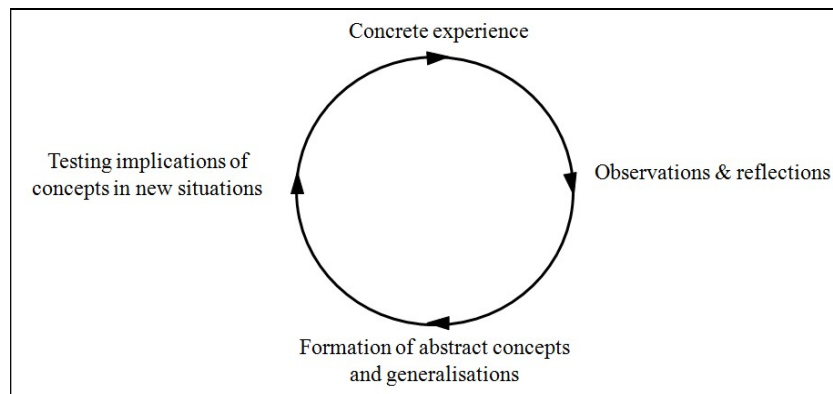 Concrete experience
Testing implications of
concepts in new situations
Observations & reflections
Formation of abstract concepts
and generalisations